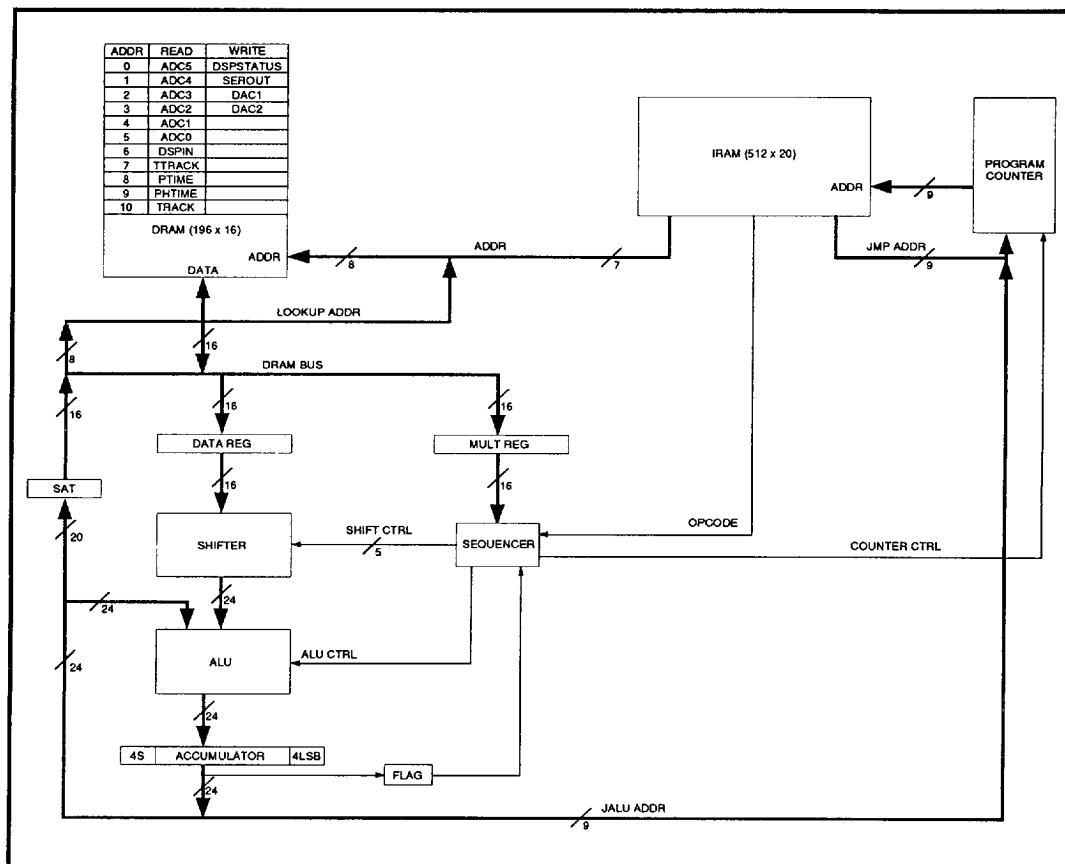 ADDR READ WRITE
0 ADC5 DSPSTATUS
1 ADC4 SEROUT
2 ADC3 DAC1
3 ADC2 DAC2
4 ADC1
5 ADC0
6 DSPIN
7 TTRACK
8 PTIME
9 PHTIME
10 TRACK
DRAM (196 x 16)
ADDR
DATA
IRAM (512 x 20)
ADDR
PROGRAM
COUNTER
9
ADDR
8
7
JMP ADDR
9
LOOKUP ADDR
16
8
DRAM BUS
16
16
16
DATA REG
MULT REG
16
16
SAT
20
SHIFTER
SHIFT CTRL
5
SEQUENCER
OPCODE
COUNTER CTRL
24
24
ALU
ALU CTRL
24
24
4S ACCUMULATOR 4LSB
FLAG
24
JALU ADDR
9